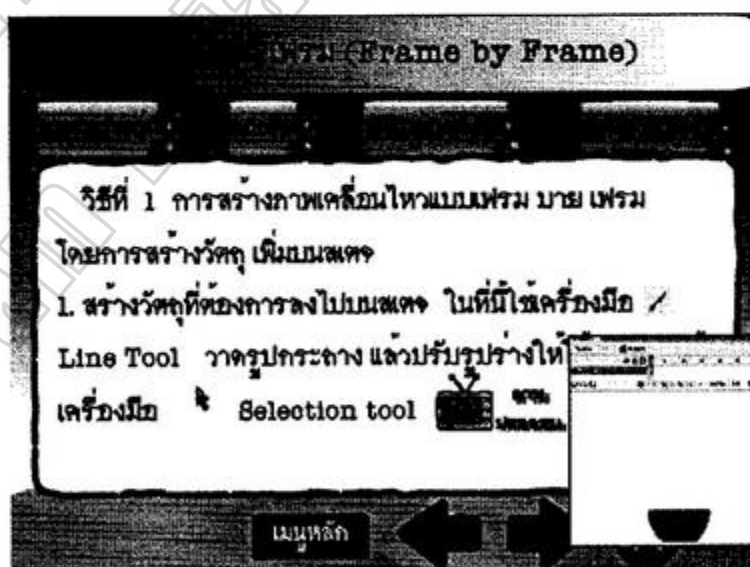 เฟรม (Frame by Frame)
วิธีที่ 1 การสร้างภาพเคลื่อนไหวแบบเฟรม บาย เฟรม
โดยการสร้างวัตถุ เพิ่มบนสเตจ
1. สร้างวัตถุที่ต้องการลงไปบนสเตจ ในที่นี้ใช้เครื่องมือ
Line Tool วาดรูปกระถาง แล้วปรับรูปร่างให้
เครื่องมือ Selection tool
เมนูหลัก